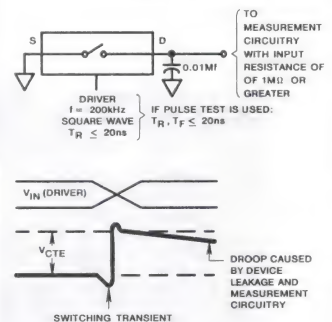 TO
MEASUREMENT
CIRCUITRY
WITH INPUT
RESISTANCE OF
OF 1MΩ OR
GREATER
S
D
0.01Mf
DRIVER
f = 200kHz
SQUARE WAVE
TR ≤ 20ns
IF PULSE TEST IS USED:
TR, TF ≤ 20ns
VIN (DRIVER)
VCTE
DROOP CAUSED
BY DEVICE
LEAKAGE AND
MEASUREMENT
CIRCUITRY
SWITCHING TRANSIENT